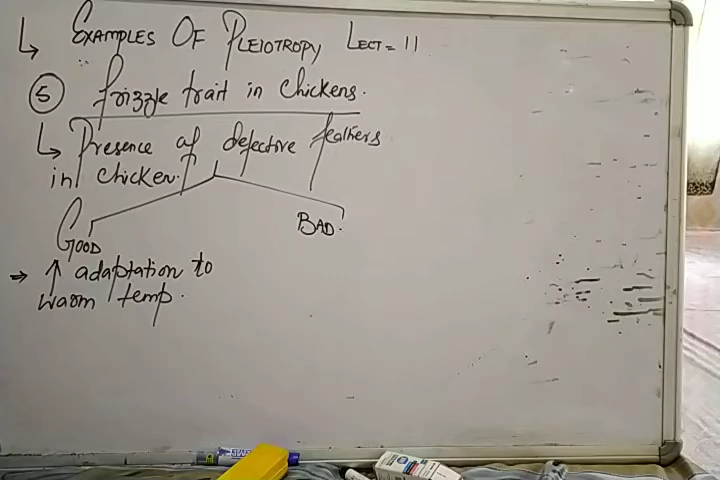 ↳ EXAMPLES OF PLEIOTROPY LECT = 11
⑤ frizzle trait in Chickens.
↳ Presence of defective feathers
in chicken.
GOOD
BAD.
⇒ ↑ adaptation to
warm temp.